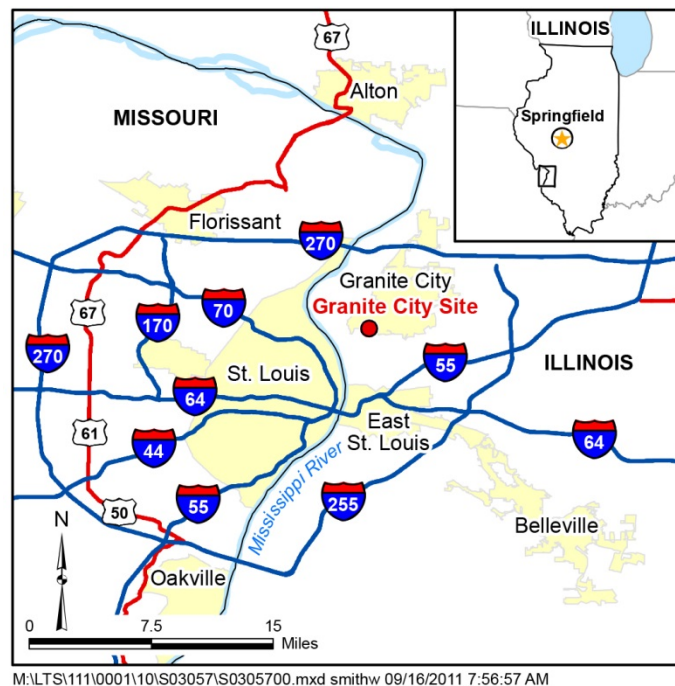 67
ILLINOIS
Alton
MISSOURI
Springfield
Florissant
270
Granite City
Granite City Site
67
170
70
270
55
ILLINOIS
St. Louis
64
East
St. Louis
61
44
64
Mississippi River
55
255
50
N
Belleville
Oakville
0
7.5
15
Miles
M:\LTS\111\0001\10\S03057\S0305700.mxd smithw 09/16/2011 7:56:57 AM